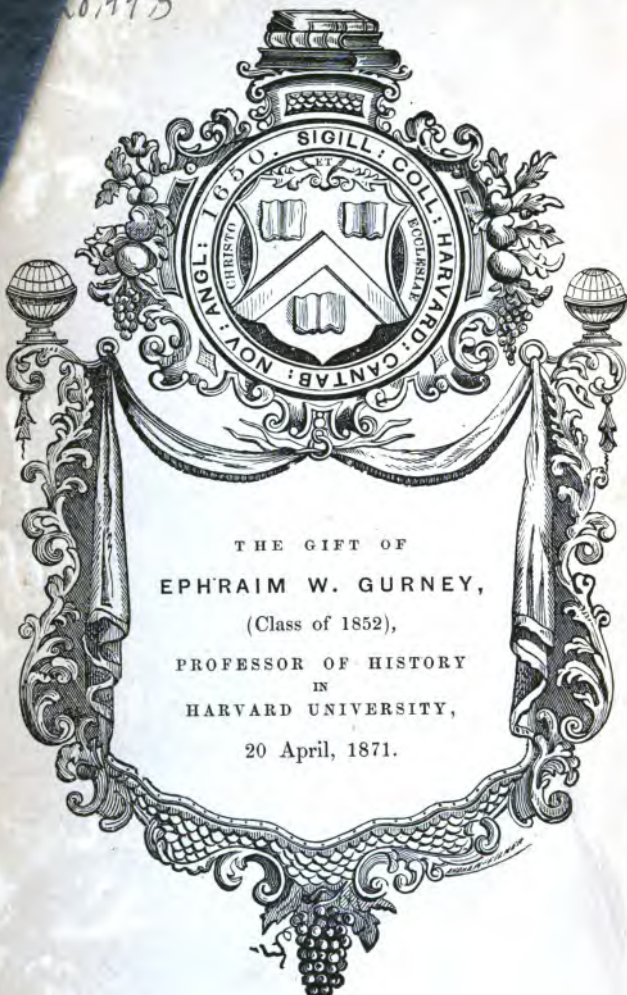 SIGILL: COLL: HARVARD: CANTAB: NOV: ANGL: 1650.
CHRISTO
ET
ECCLESIAE
THE GIFT OF
EPHRAIM W. GURNEY,
(Class of 1852),
PROFESSOR OF HISTORY
IN
HARVARD UNIVERSITY,
20 April, 1871.